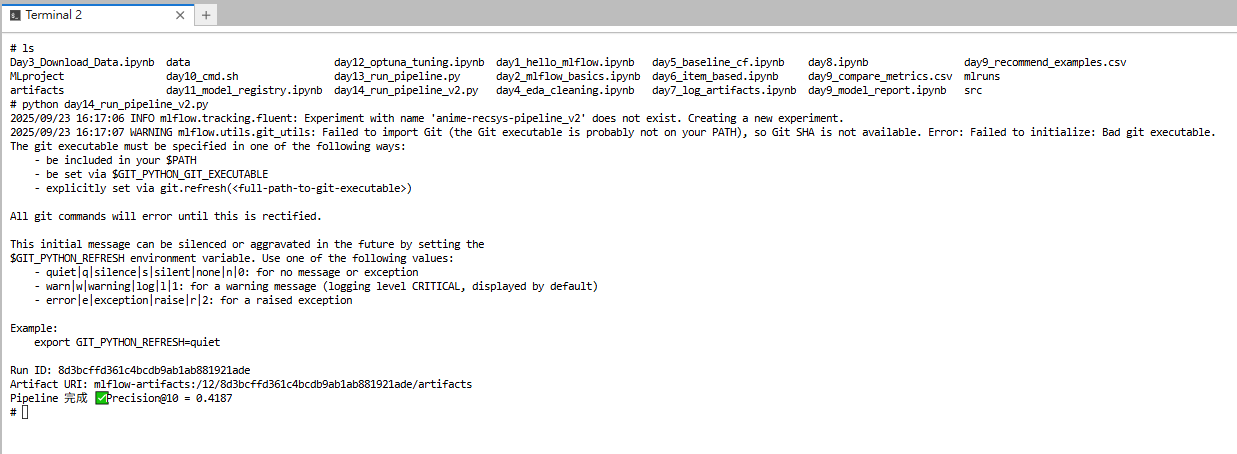 Terminal 2
# ls
Day3_Download_Data.ipynb data day12_optuna_tuning.ipynb day1_hello_mlflow.ipynb day5_baseline_cf.ipynb day8.ipynb day9_recommend_examples.csv
MLproject day10_cmd.sh day13_run_pipeline.py day2_mlflow_basics.ipynb day6_item_based.ipynb day9_compare_metrics.csv mlruns
artifacts day11_model_registry.ipynb day14_run_pipeline_v2.py day4_eda_cleaning.ipynb day7_log_artifacts.ipynb day9_model_report.ipynb src
# python day14_run_pipeline_v2.py
2025/09/23 16:17:06 INFO mlflow.tracking.fluent: Experiment with name 'anime-recsys-pipeline_v2' does not exist. Creating a new experiment.
2025/09/23 16:17:07 WARNING mlflow.utils.git_utils: Failed to import Git (the Git executable is probably not on your PATH), so Git SHA is not available. Error: Failed to initialize: Bad git executable.
The git executable must be specified in one of the following ways:
- be included in your $PATH
- be set via $GIT_PYTHON_GIT_EXECUTABLE
- explicitly set via git.refresh(<full-path-to-git-executable>)
All git commands will error until this is rectified.
This initial message can be silenced or aggravated in the future by setting the
$GIT_PYTHON_REFRESH environment variable. Use one of the following values:
- quiet|q|silence|s|silent|none|n|0: for no message or exception
- warn|w|warning|log|l|1: for a warning message (logging level CRITICAL, displayed by default)
- error|e|exception|raise|r|2: for a raised exception
Example:
export GIT_PYTHON_REFRESH=quiet
Run ID: 8d3bcffd361c4bcdb9ab1ab881921ade
Artifact URI: mlflow-artifacts:/12/8d3bcffd361c4bcdb9ab1ab881921ade/artifacts
Pipeline 完成 ✅Precision@10 = 0.4187
#